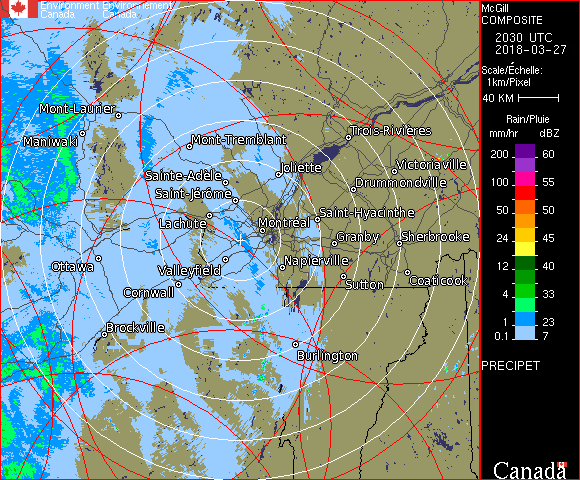 Environment Environnement
Canada Canada
McGill
COMPOSITE
2030 UTC
2018-03-27
Scale/Échelle:
1km/Pixel
40 KM
Rain/Pluie
mm/hr dBZ
200 60
100 55
50 50
24 45
12 40
8 33
4 30
1 23
0.1 7
PRECIPET
Canada
Mont-Laurier
Maniwaki
Mont-Tremblant
Trois-Rivières
Joliette
Victoriaville
Sainte-Adèle
Drummondville
Saint-Jérôme
Saint-Hyacinthe
Lachute
Montréal
Granby
Sherbrooke
Ottawa
Napierville
Valleyfield
Sutton
Coaticook
Cornwall
Brockville
Burlington